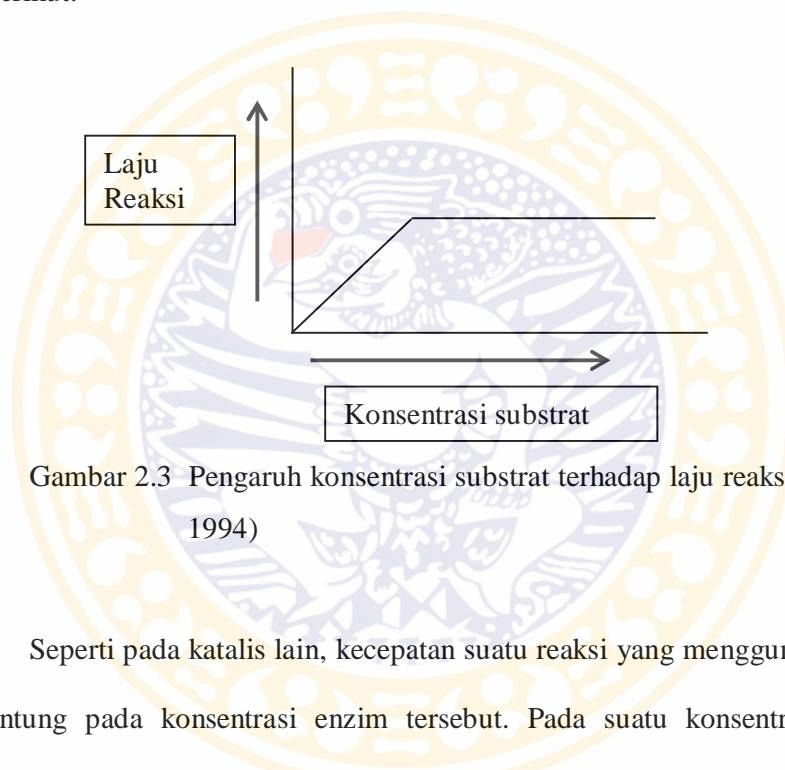 Laju
Reaksi
Konsentrasi substrat
Gambar 2.3 Pengaruh konsentrasi substrat terhadap laju reaks
1994)
Seperti pada katalis lain, kecepatan suatu reaksi yang menggu
ntung pada konsentrasi enzim tersebut. Pada suatu konsentr